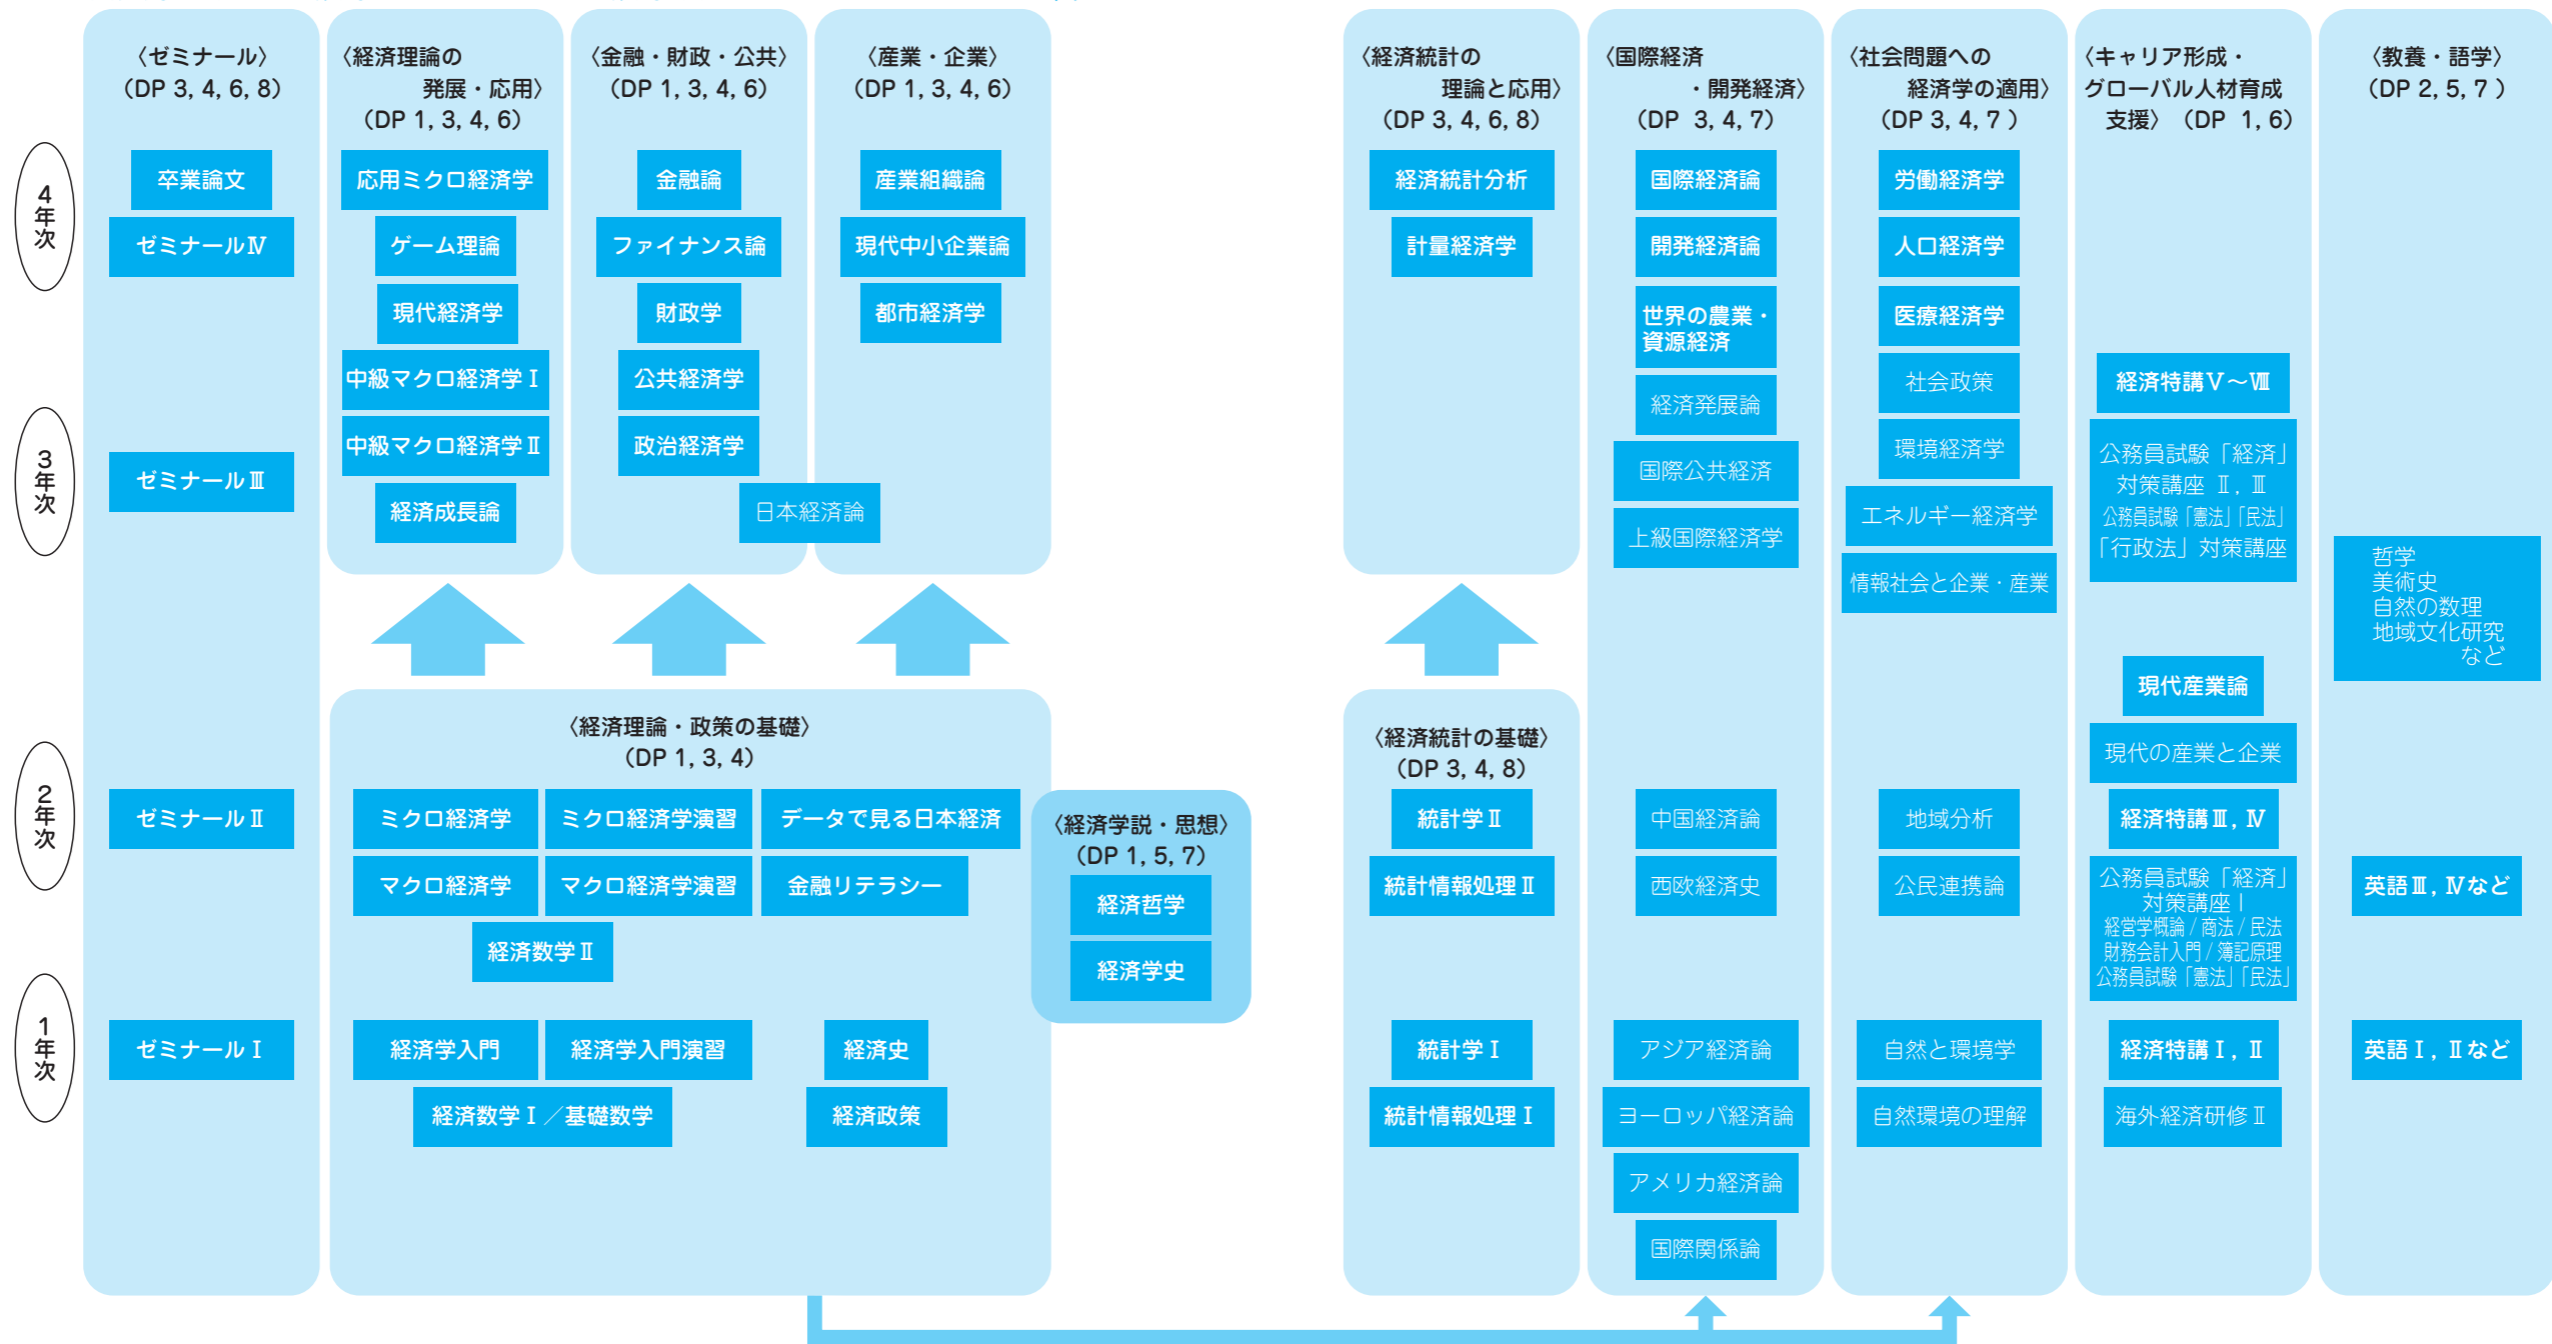 4年次
3年次
2年次
1年次
〈ゼミナール〉
（DP 3, 4, 6, 8）
卒業論文
ゼミナールⅣ
ゼミナールⅢ
ゼミナールⅡ
ゼミナールⅠ
〈経済理論の
発展・応用〉
（DP 1, 3, 4, 6）
応用ミクロ経済学
ゲーム理論
現代経済学
中級マクロ経済学Ⅰ
中級マクロ経済学Ⅱ
経済成長論
〈金融・財政・公共〉
（DP 1, 3, 4, 6）
金融論
ファイナンス論
財政学
公共経済学
政治経済学
日本経済論
〈産業・企業〉
（DP 1, 3, 4, 6）
産業組織論
現代中小企業論
都市経済学
〈経済理論・政策の基礎〉
（DP 1, 3, 4）
ミクロ経済学
ミクロ経済学演習
データで見る日本経済
マクロ経済学
マクロ経済学演習
金融リテラシー
経済数学Ⅱ
経済学入門
経済学入門演習
経済史
経済数学Ⅰ／基礎数学
経済政策
〈経済学説・思想〉
（DP 1, 5, 7）
経済哲学
経済学史
〈経済統計の
理論と応用〉
（DP 3, 4, 6, 8）
経済統計分析
計量経済学
〈経済統計の基礎〉
（DP 3, 4, 8）
統計学Ⅱ
統計情報処理Ⅱ
統計学Ⅰ
統計情報処理Ⅰ
〈国際経済
・開発経済〉
（DP 3, 4, 7）
国際経済論
開発経済論
世界の農業・
資源経済
経済発展論
国際公共経済
上級国際経済学
中国経済論
西欧経済史
アジア経済論
ヨーロッパ経済論
アメリカ経済論
国際関係論
〈社会問題への
経済学の適用〉
（DP 3, 4, 7 ）
労働経済学
人口経済学
医療経済学
社会政策
環境経済学
エネルギー経済学
情報社会と企業・産業
地域分析
公民連携論
自然と環境学
自然環境の理解
〈キャリア形成・
グローバル人材育成
支援〉（DP 1, 6）
経済特講Ⅴ～Ⅷ
公務員試験「経済」
対策講座 Ⅱ, Ⅲ
公務員試験「憲法」「民法」
「行政法」対策講座
現代産業論
現代の産業と企業
経済特講Ⅲ, Ⅳ
公務員試験「経済」
対策講座Ⅰ
経営学概論 / 商法 / 民法
財務会計入門 / 簿記原理
公務員試験「憲法」「民法」
経済特講Ⅰ, Ⅱ
海外経済研修Ⅱ
〈教養・語学〉
（DP 2, 5, 7 ）
哲学
美術史
自然の数理
地域文化研究
など
英語Ⅲ, Ⅳなど
英語Ⅰ, Ⅱなど